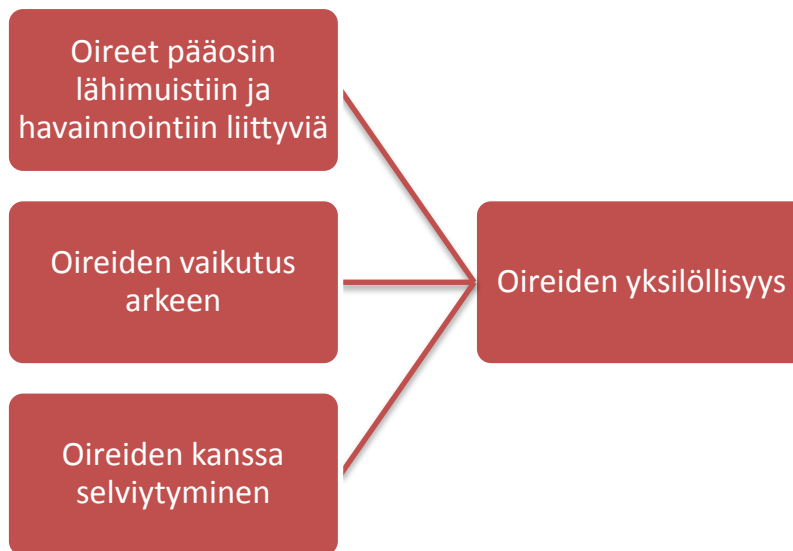 Oireet pääosin
lähimuistiin ja
havainnointiin liittyviä
Oireiden vaikutus
arkeen
Oireiden kanssa
selviytyminen
Oireiden yksilöllisyys